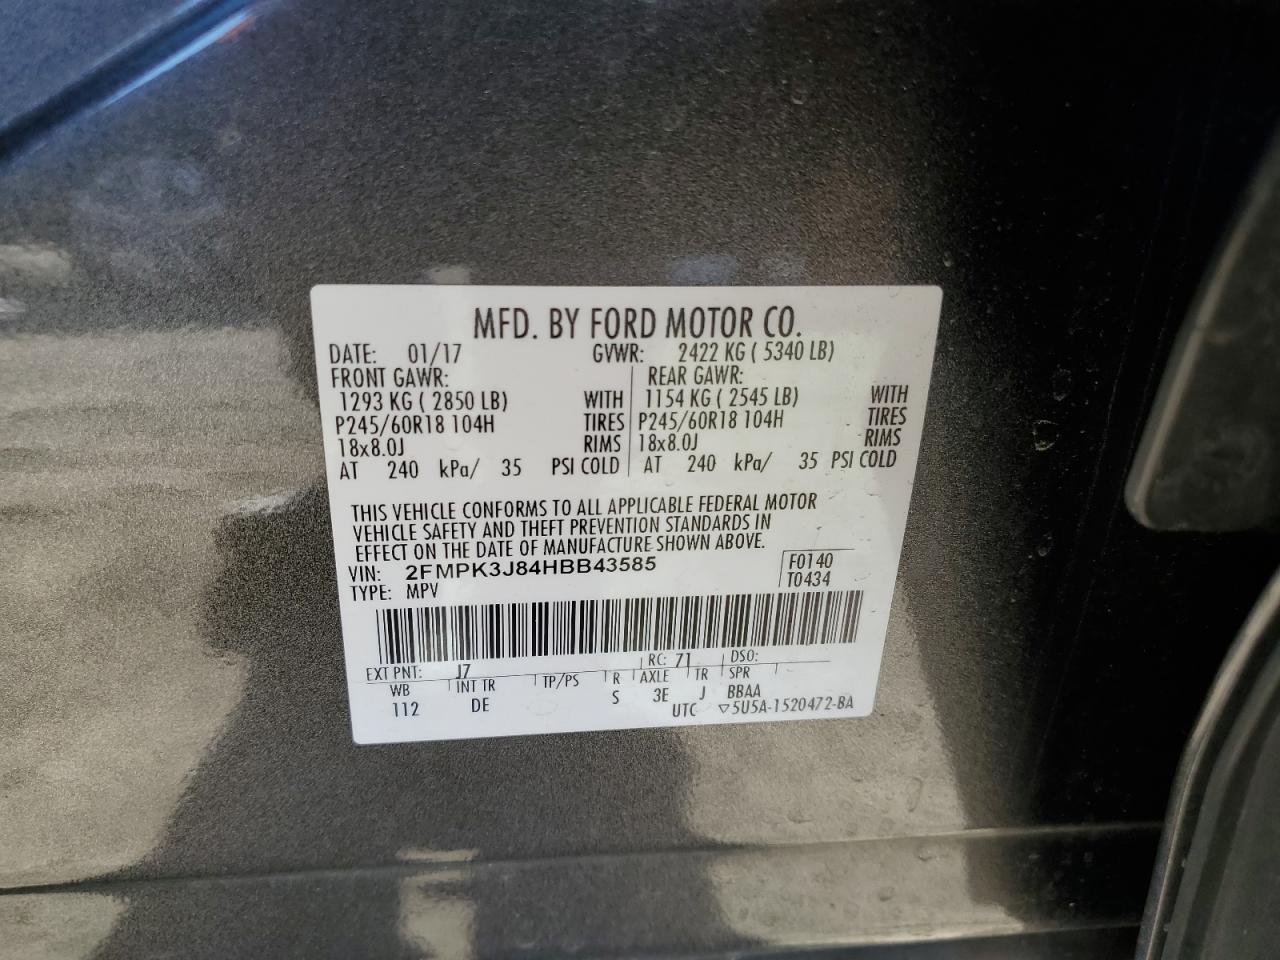 MFD. BY FORD MOTOR CO.
DATE: 01/17 GVWR: 2422 KG ( 5340 LB)
FRONT GAWR: REAR GAWR:
1293 KG ( 2850 LB) WITH 1154 KG ( 2545 LB) WITH
P245/60R18 104H TIRES P245/60R18 104H TIRES
18x8.0J RIMS 18x8.0J RIMS
AT 240 kPa/ 35 PSI COLD AT 240 kPa/ 35 PSI COLD
THIS VEHICLE CONFORMS TO ALL APPLICABLE FEDERAL MOTOR
VEHICLE SAFETY AND THEFT PREVENTION STANDARDS IN
EFFECT ON THE DATE OF MANUFACTURE SHOWN ABOVE.
VIN: 2FMPK3J84HBB43585 F0140
TYPE: MPV T0434
EXT PNT: J7 RC: 71 DSO:
WB INT TR TP/PS R AXLE TR SPR
112 DE S 3E J BBAA
UTC ▽5U5A-1520472-BA